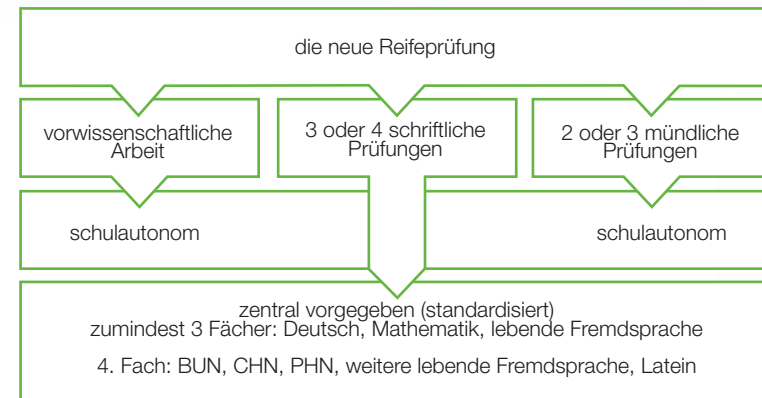 die neue Reifeprüfung
vorwissenschaftliche
Arbeit
3 oder 4 schriftliche
Prüfungen
2 oder 3 mündliche
Prüfungen
schulautonom
schulautonom
zentral vorgegeben (standardisiert)
zumindest 3 Fächer: Deutsch, Mathematik, lebende Fremdsprache
4. Fach: BUN, CHN, PHN, weitere lebende Fremdsprache, Latein